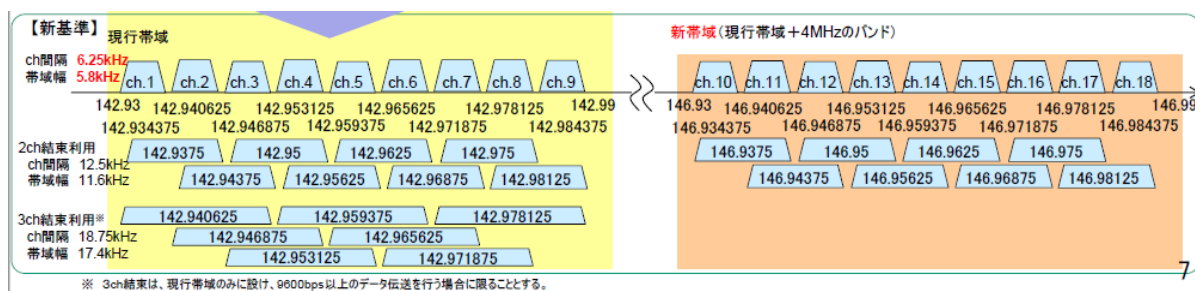 【新基準】 現行帯域
新帯域(現行帯域+4MHzのバンド)
ch間隔 6.25kHz
帯域幅 5.8kHz
ch.1 ch.2 ch.3 ch.4 ch.5 ch.6 ch.7 ch.8 ch.9
ch.10 ch.11 ch.12 ch.13 ch.14 ch.15 ch.16 ch.17 ch.18
142.93 142.940625 142.953125 142.965625 142.978125 142.99
142.934375 142.946875 142.959375 142.971875 142.984375
146.93 146.940625 146.953125 146.965625 146.978125 146.99
146.934375 146.946875 146.959375 146.971875 146.984375
2ch結束利用
ch間隔 12.5kHz
帯域幅 11.6kHz
142.9375 142.95 142.9625 142.975
142.94375 142.95625 142.96875 142.98125
146.9375 146.95 146.9625 146.975
146.94375 146.95625 146.96875 146.98125
3ch結束利用※
ch間隔 18.75kHz
帯域幅 17.4kHz
142.940625 142.959375 142.978125
142.946875 142.965625
142.953125 142.971875
※ 3ch結束は、現行帯域のみに設け、9600bps以上のデータ伝送を行う場合に限ることとする。
7